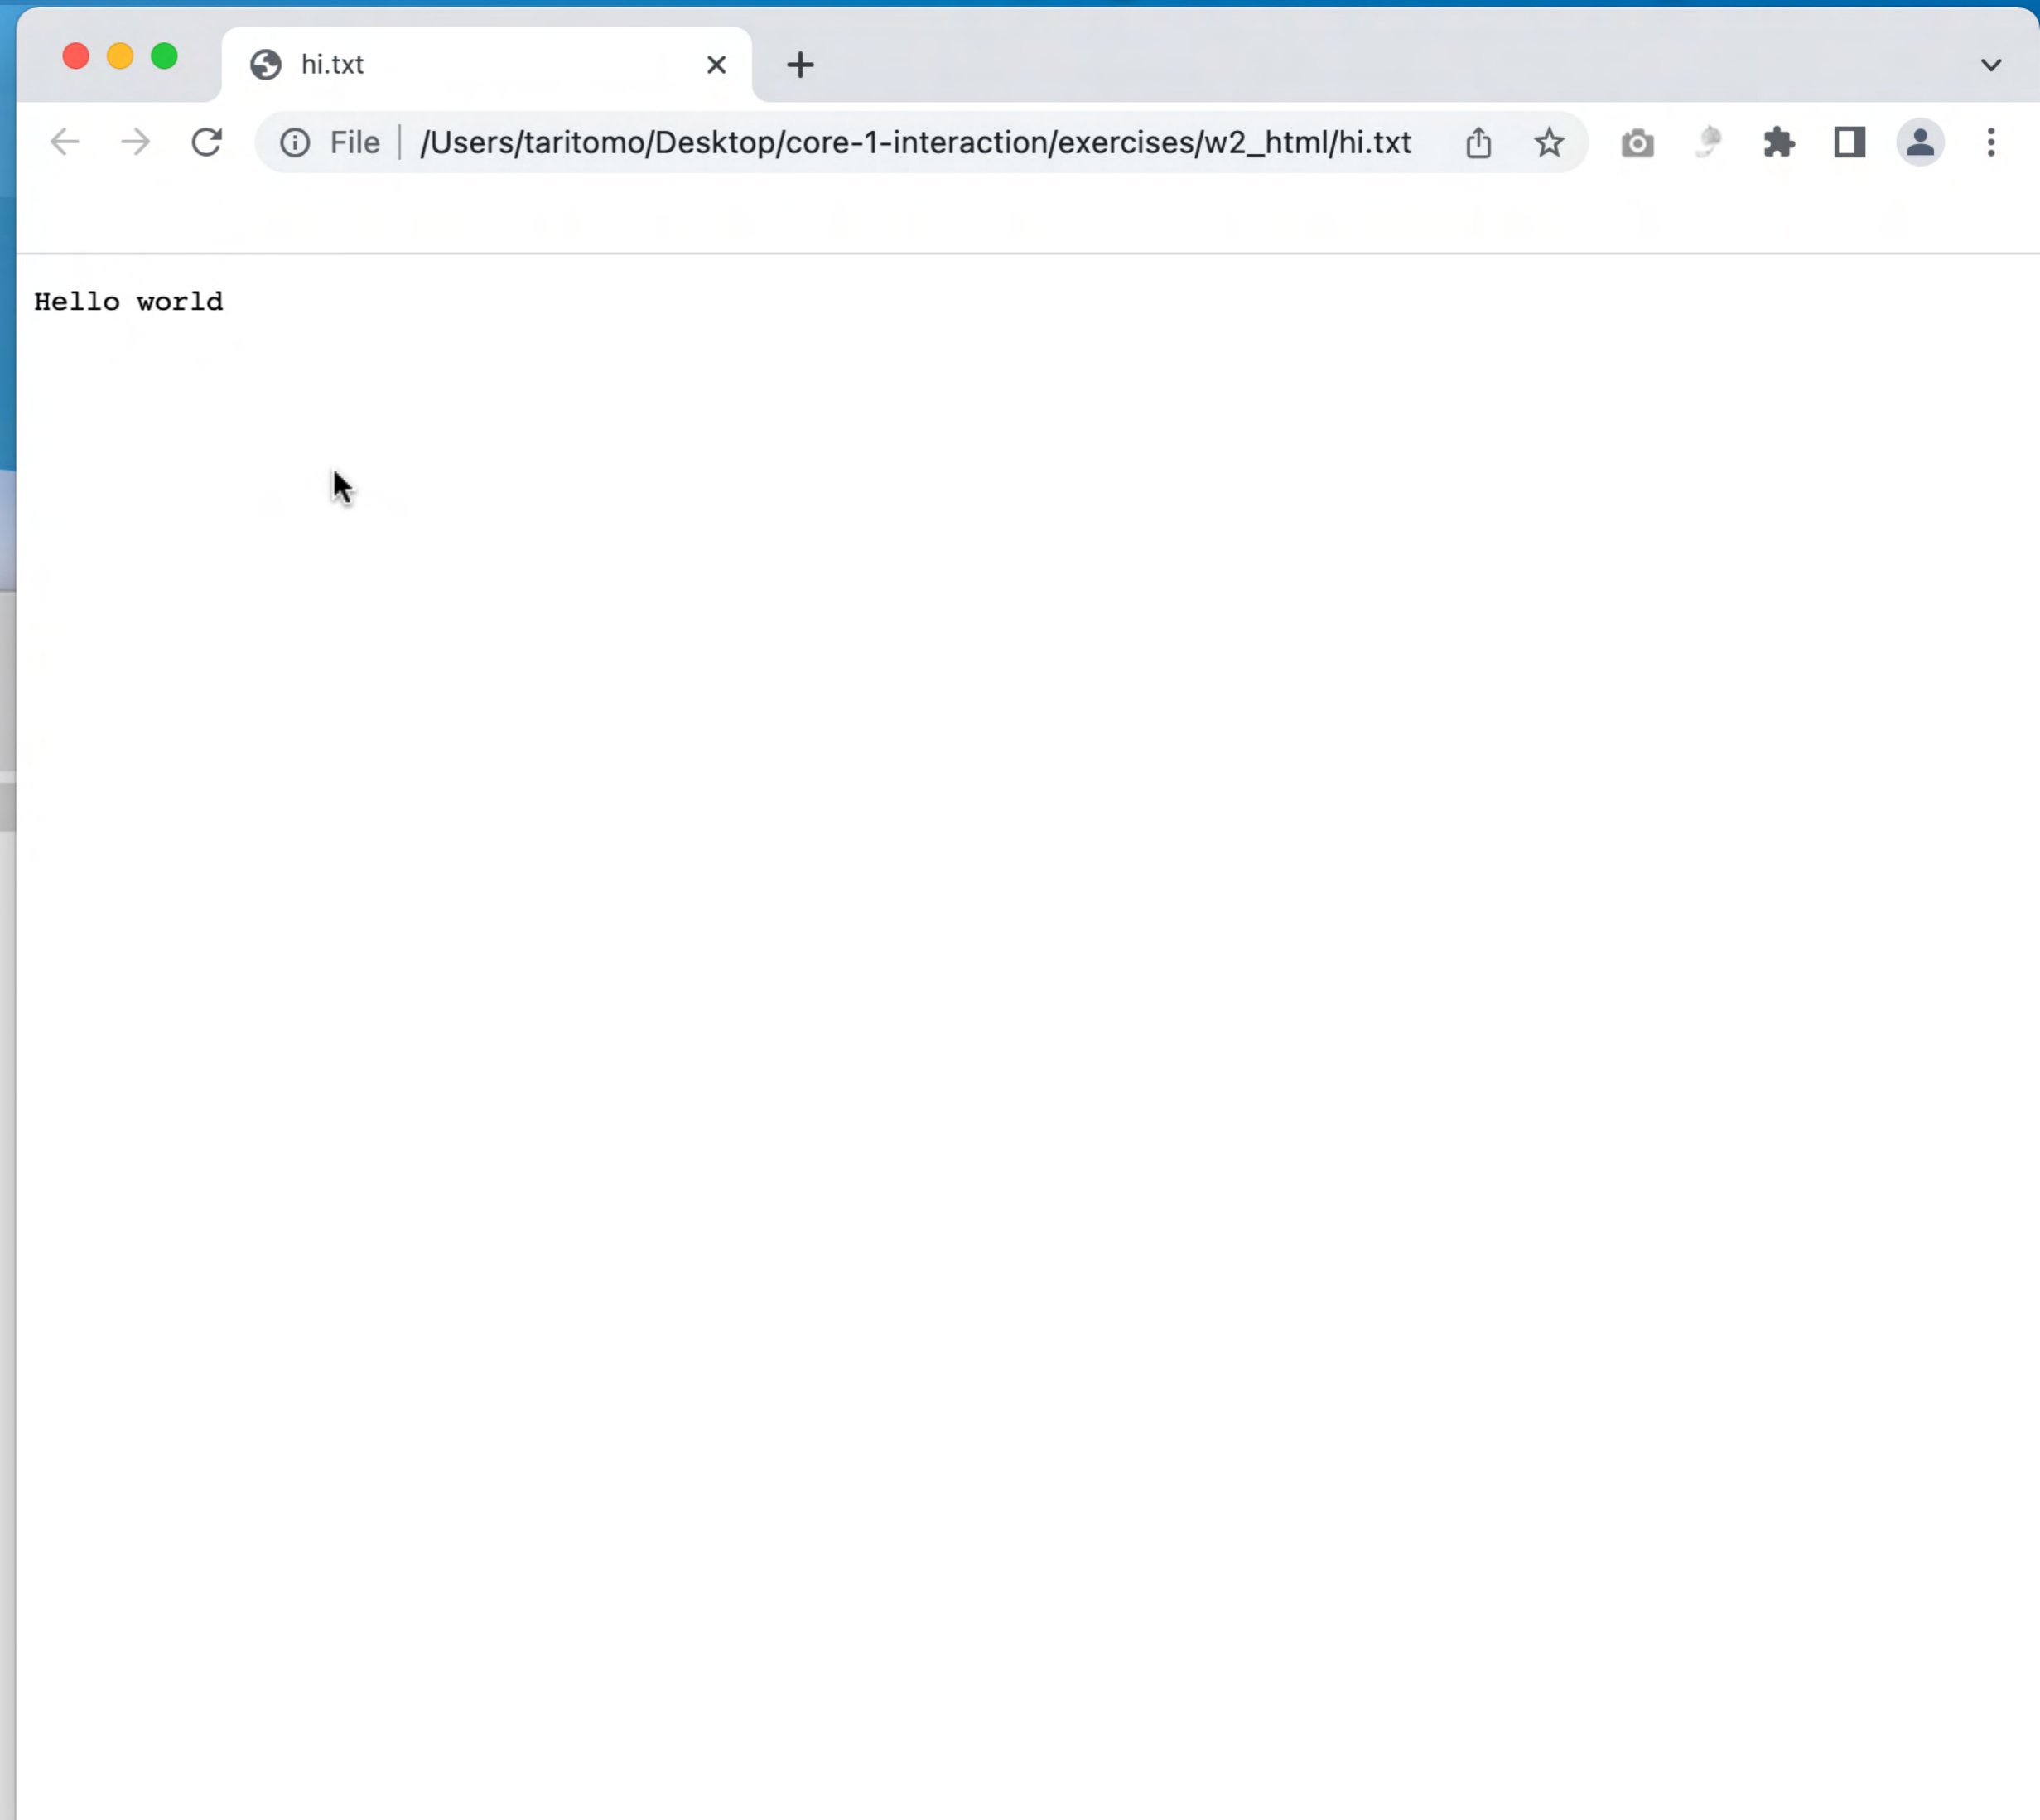 hi.txt
File /Users/taritomo/Desktop/core-1-interaction/exercises/w2_html/hi.txt
Hello world